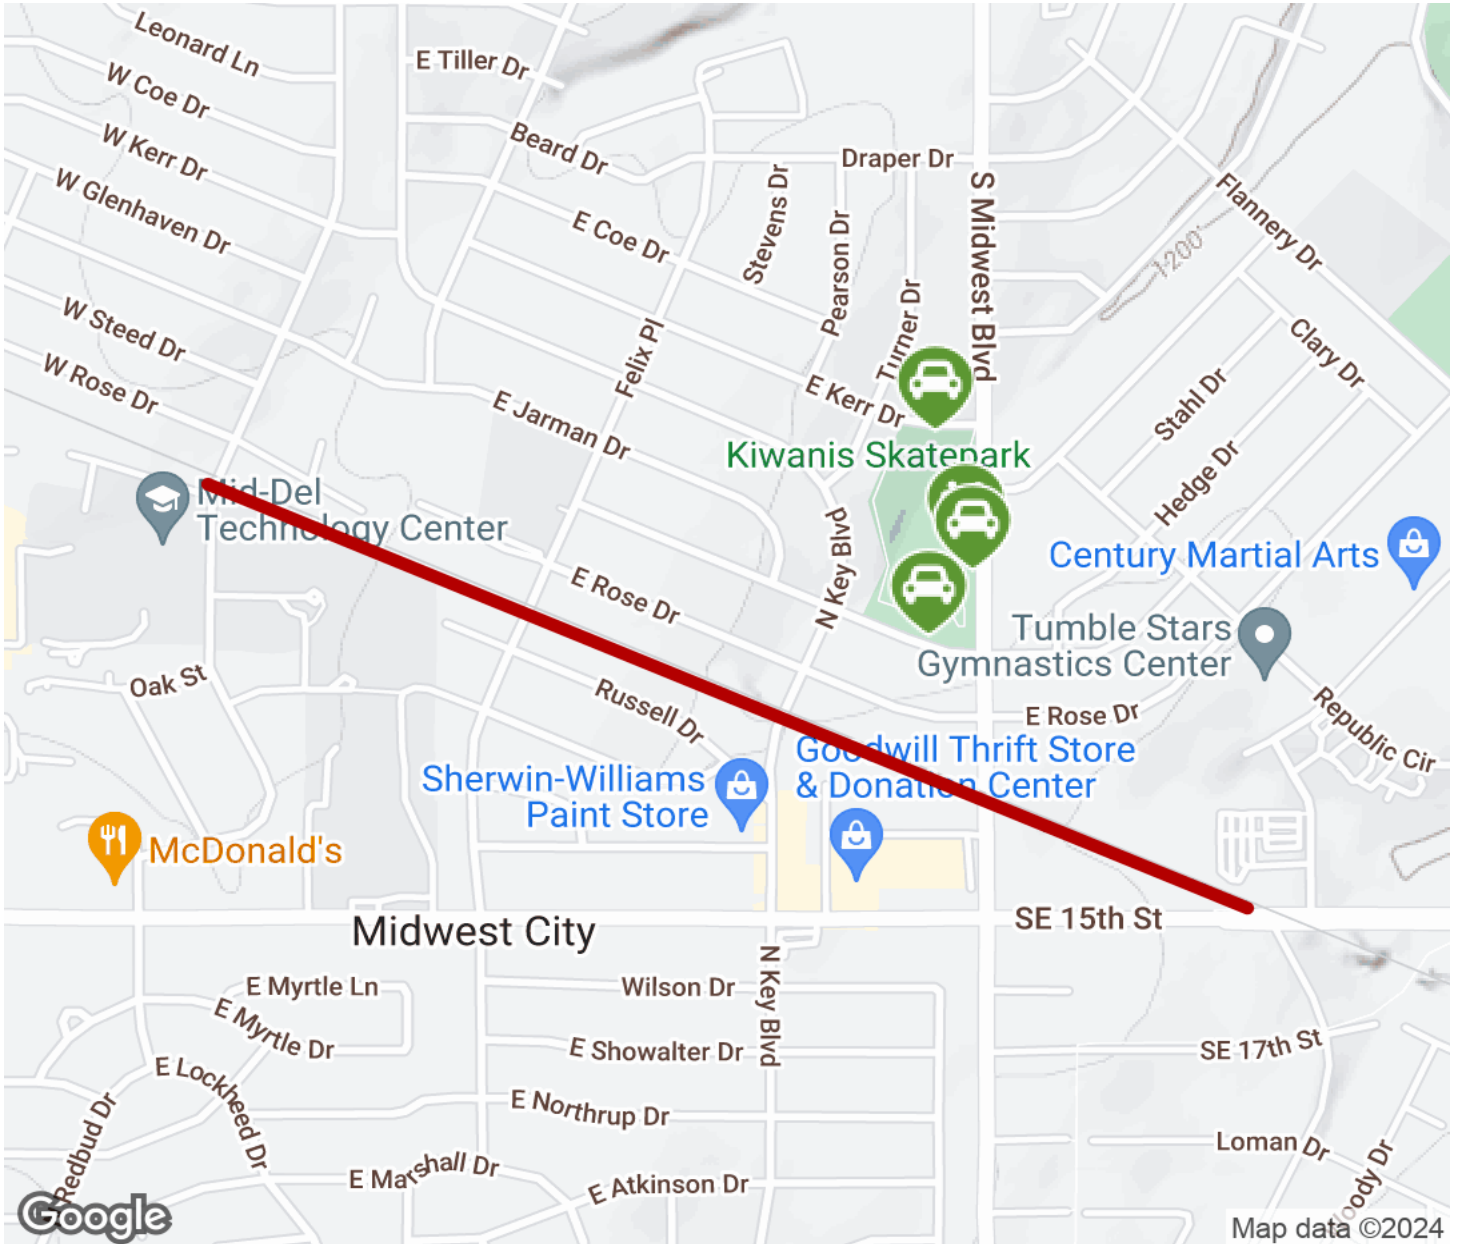 Leonard Ln
E Tiller Dr
W Coe Dr
Beard Dr
W Kerr Dr
Draper Dr
W Glenhaven Dr
Stevens Dr
S Midwest Blvd
Flannery Dr
E Coe Dr
Pearson Dr
1200'
W Steed Dr
Turner Dr
Felix Pl
Clary Dr
W Rose Dr
E Kerr Dr
Stahl Dr
E Jarman Dr
Kiwanis Skatepark
Hedge Dr
Mid-Del
Technology Center
N Key Blvd
Century Martial Arts
E Rose Dr
Tumble Stars
Gymnastics Center
Oak St
Russell Dr
E Rose Dr
Republic Cir
Goodwill Thrift Store
& Donation Center
Sherwin-Williams
Paint Store
McDonald's
Midwest City
SE 15th St
E Myrtle Ln
Wilson Dr
N Key Blvd
E Myrtle Dr
E Showalter Dr
SE 17th St
E Lockheed Dr
E Northrup Dr
Redbud Dr
Loman Dr
E Marshall Dr
E Atkinson Dr
Google
Map data ©2024